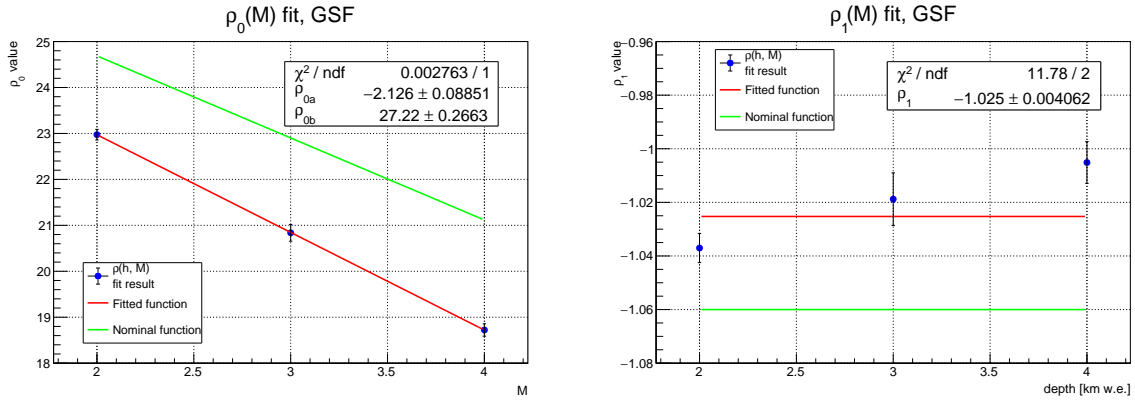 ρ₀(M) fit, GSF
ρ₀ value
25
24
23
22
21
20
19
18
2
2.5
3
3.5
4
M
χ² / ndf 0.002763 / 1
ρ₀ₐ −2.126 ± 0.08851
ρ_0b 27.22 ± 0.2663
ρ(h, M)
fit result
Fitted function
Nominal function
ρ₁(M) fit, GSF
ρ₁ value
−0.96
−0.98
−1
−1.02
−1.04
−1.06
−1.08
2
2.5
3
3.5
4
depth [km w.e.]
ρ(h, M)
fit result
Fitted function
Nominal function
χ² / ndf 11.78 / 2
ρ₁ −1.025 ± 0.004062